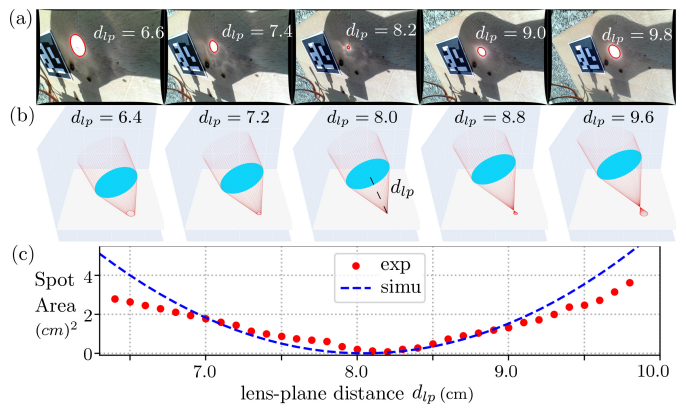 (a)
d_lp = 6.6
d_lp = 7.4
d_lp = 8.2
d_lp = 9.0
d_lp = 9.8
(b)
d_lp = 6.4
d_lp = 7.2
d_lp = 8.0
d_lp = 8.8
d_lp = 9.6
d_lp
(c)
Spot
Area
(cm)²
4
2
0
exp
simu
7.0 8.0 9.0 10.0
lens-plane distance d_lp (cm)